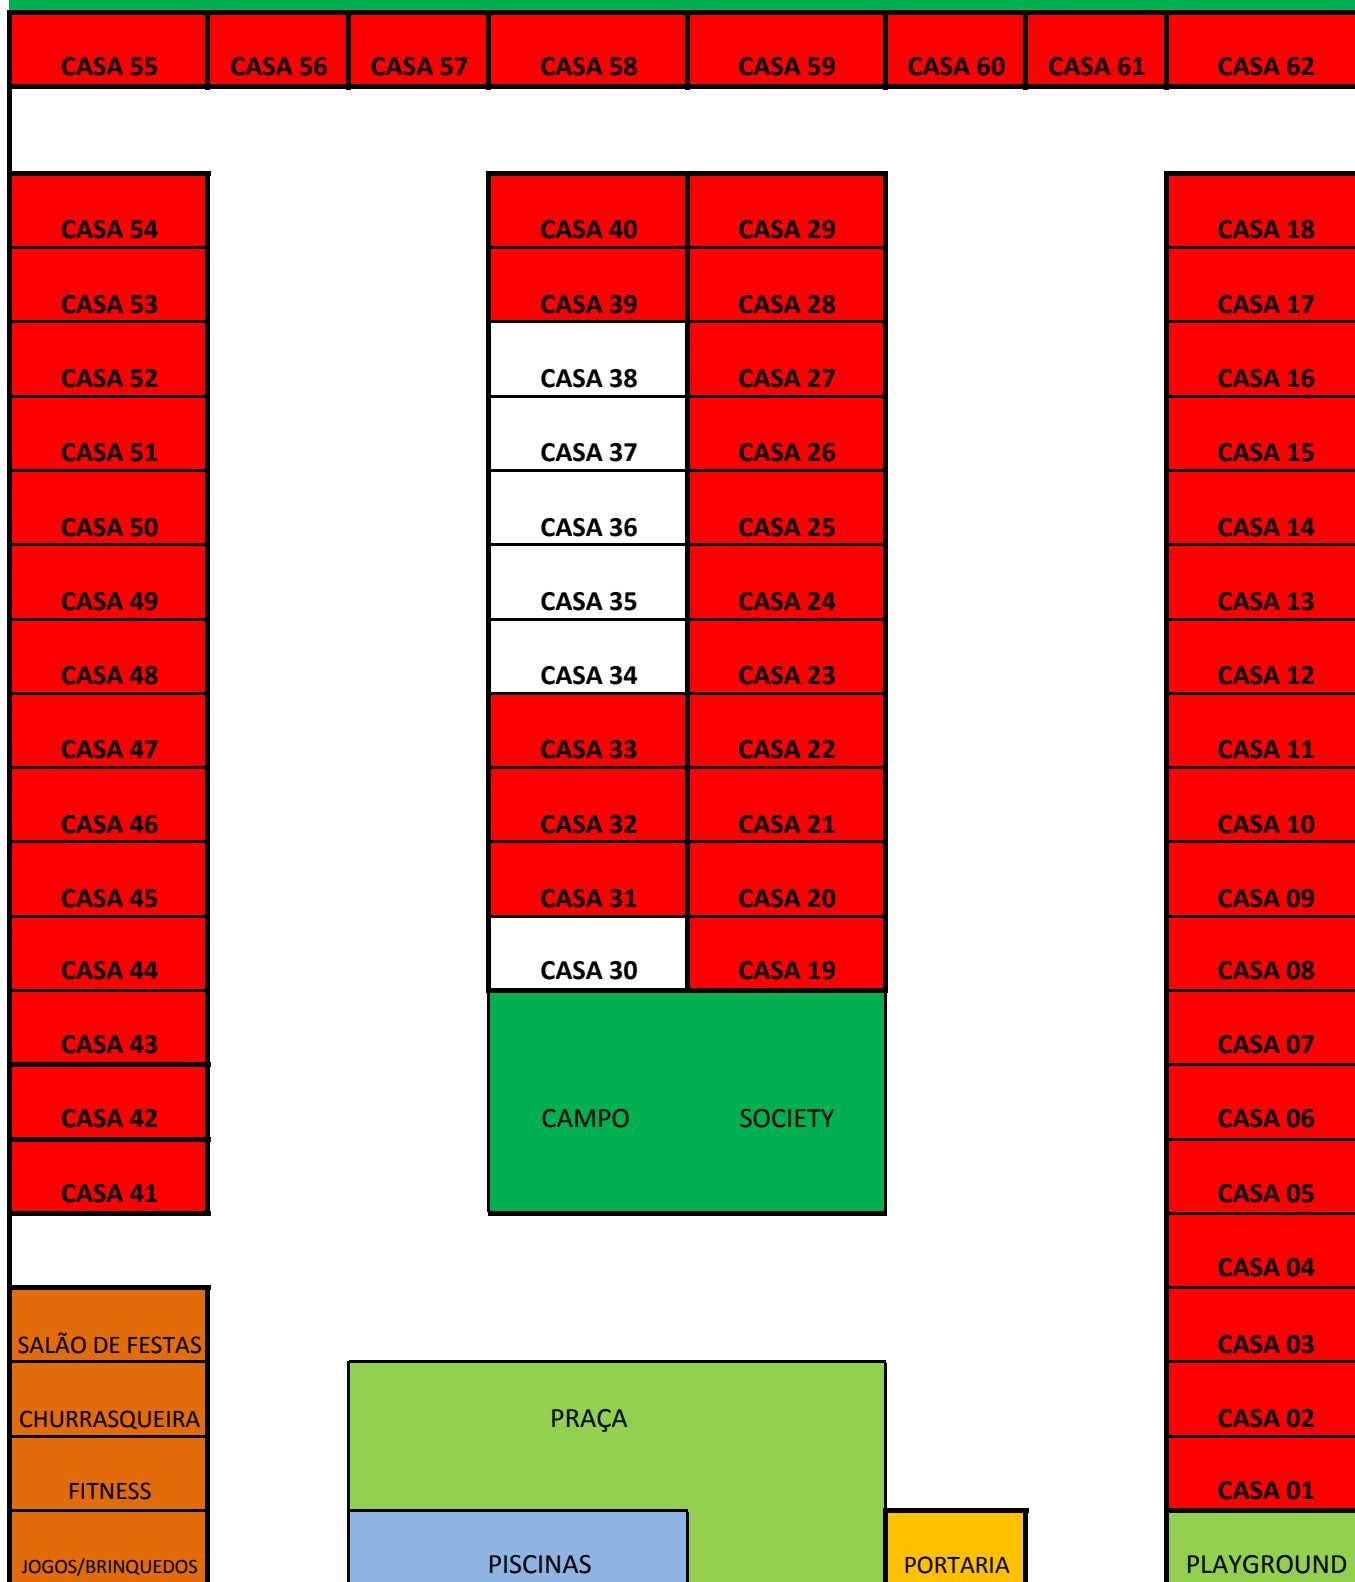 CASA 55 CASA 56 CASA 57 CASA 58 CASA 59 CASA 60 CASA 61 CASA 62
CASA 54 CASA 40 CASA 29 CASA 18
CASA 53 CASA 39 CASA 28 CASA 17
CASA 52 CASA 38 CASA 27 CASA 16
CASA 51 CASA 37 CASA 26 CASA 15
CASA 50 CASA 36 CASA 25 CASA 14
CASA 49 CASA 35 CASA 24 CASA 13
CASA 48 CASA 34 CASA 23 CASA 12
CASA 47 CASA 33 CASA 22 CASA 11
CASA 46 CASA 32 CASA 21 CASA 10
CASA 45 CASA 31 CASA 20 CASA 09
CASA 44 CASA 30 CASA 19 CASA 08
CASA 43 CASA 07
CASA 42 CAMPO SOCIETY CASA 06
CASA 41 CASA 05
CASA 04
SALÃO DE FESTAS CASA 03
CHURRASQUEIRA PRAÇA CASA 02
FITNESS CASA 01
JOGOS/BRINQUEDOS PISCINAS PORTARIA PLAYGROUND